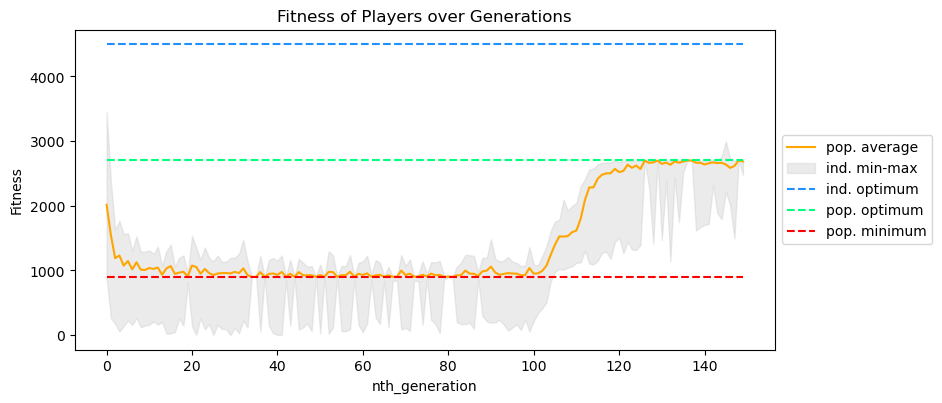 Fitness of Players over Generations
Fitness
4000
3000
2000
1000
0
0
20
40
60
80
100
120
140
nth_generation
pop. average
ind. min-max
ind. optimum
pop. optimum
pop. minimum